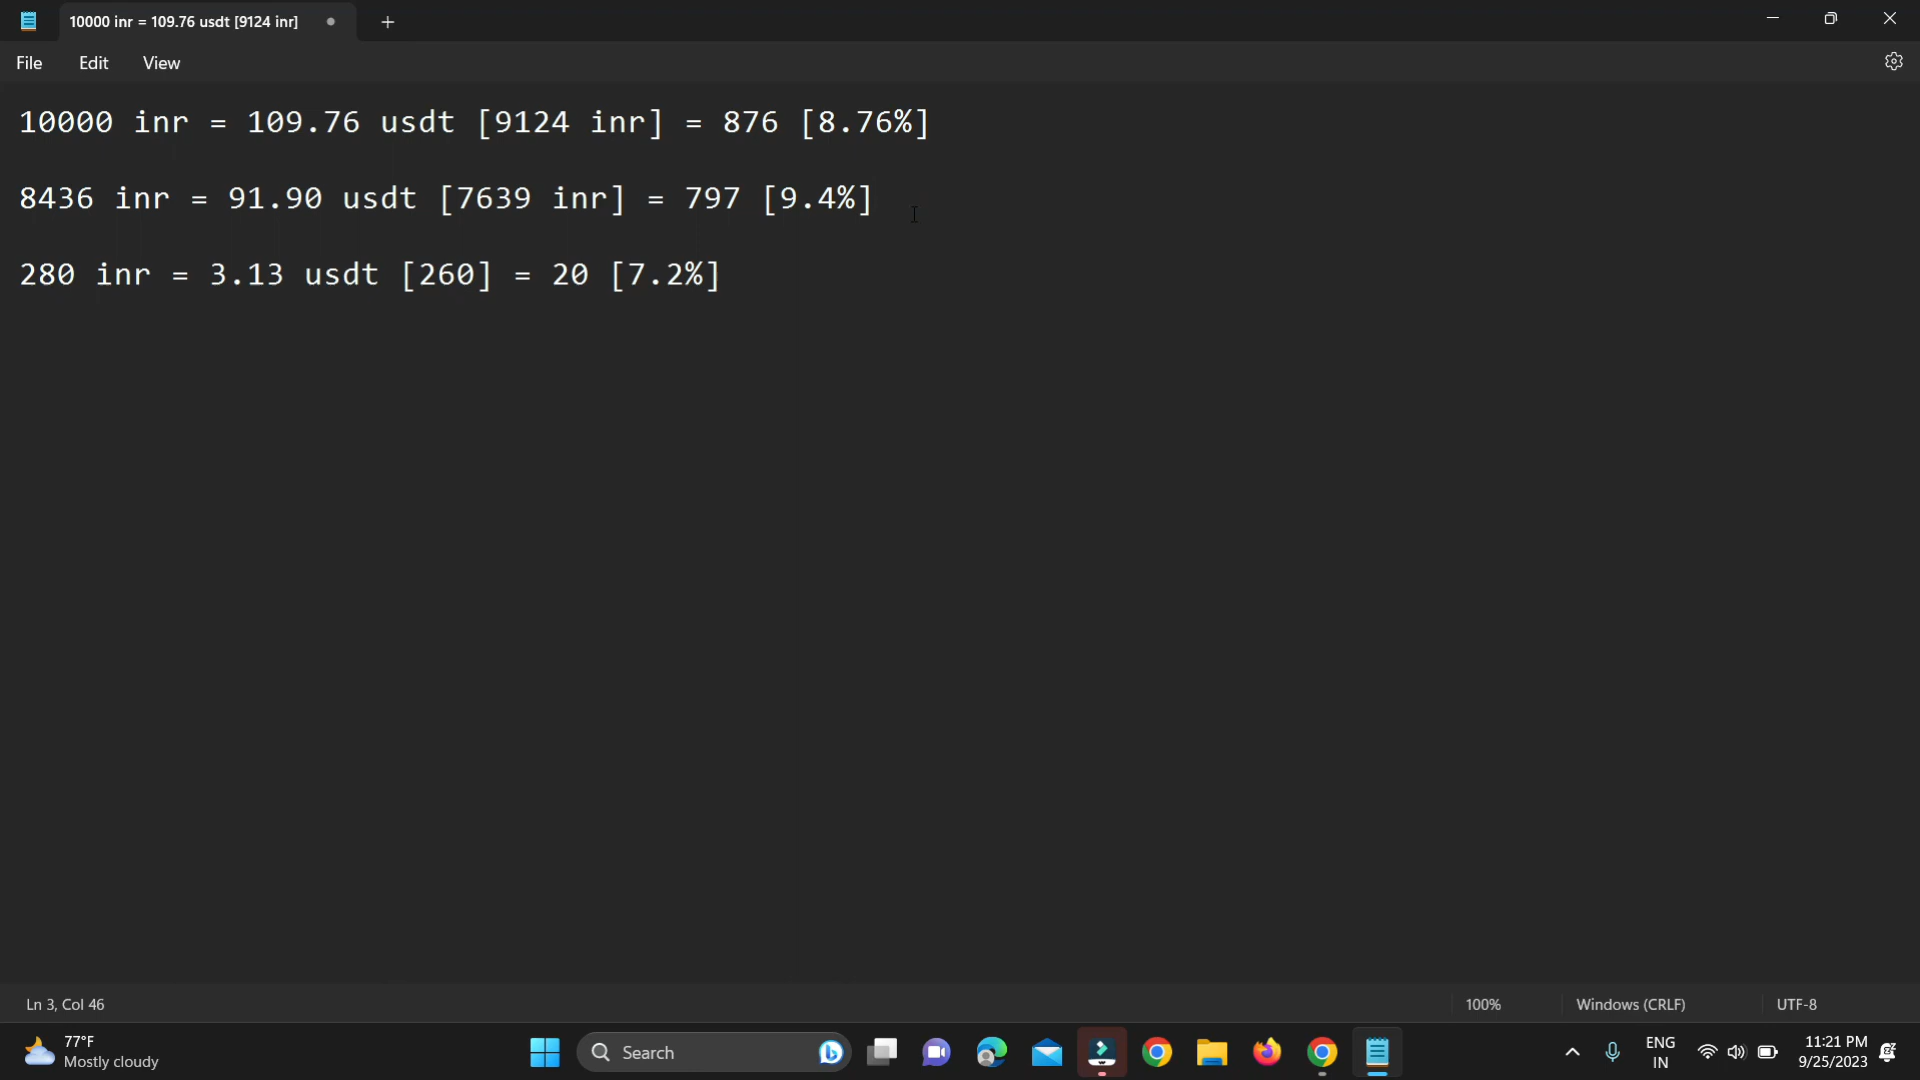 10000 inr = 109.76 usdt [9124 inr]
File Edit View
10000 inr = 109.76 usdt [9124 inr] = 876 [8.76%]
8436 inr = 91.90 usdt [7639 inr] = 797 [9.4%]
280 inr = 3.13 usdt [260] = 20 [7.2%]
Ln 3, Col 46 100% Windows (CRLF) UTF-8
77°F
Mostly cloudy
Search
ENG
IN
11:21 PM
9/25/2023